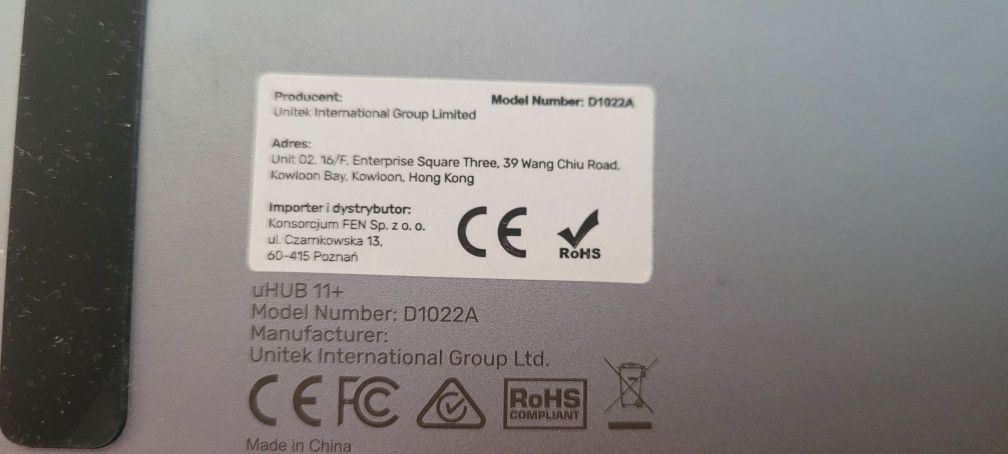 Producent:
Unitek International Group Limited
Model Number: D1022A
Adres:
Unit 02, 16/F, Enterprise Square Three, 39 Wang Chiu Road,
Kowloon Bay, Kowloon, Hong Kong
Importer i dystrybutor:
Konsorcjum FEN Sp. z o. o.
ul. Czarnkowska 13,
60-415 Poznań
CE
RoHS
uHUB 11+
Model Number: D1022A
Manufacturer:
Unitek International Group Ltd.
CE FC RoHS
COMPLIANT
Made in China